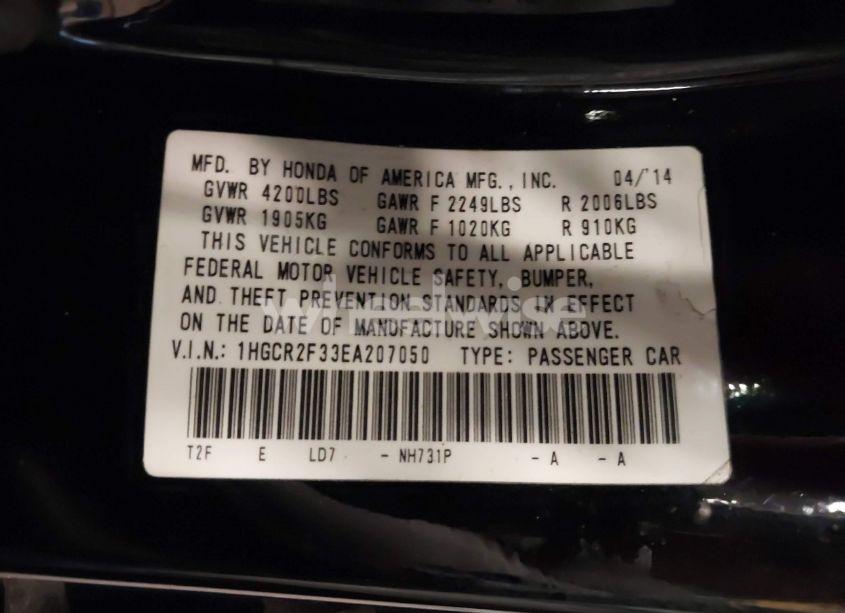 MFD. BY HONDA OF AMERICA MFG., INC. 04/'14
GVWR 4200LBS GAWR F 2249LBS R 2006LBS
GVWR 1905KG GAWR F 1020KG R 910KG
THIS VEHICLE CONFORMS TO ALL APPLICABLE
FEDERAL MOTOR VEHICLE SAFETY, BUMPER,
AND THEFT PREVENTION STANDARDS IN EFFECT
ON THE DATE OF MANUFACTURE SHOWN ABOVE.
V.I.N.: 1HGCR2F33EA207050 TYPE: PASSENGER CAR
T2F E LD7 - NH731P - A - A
wheelwise